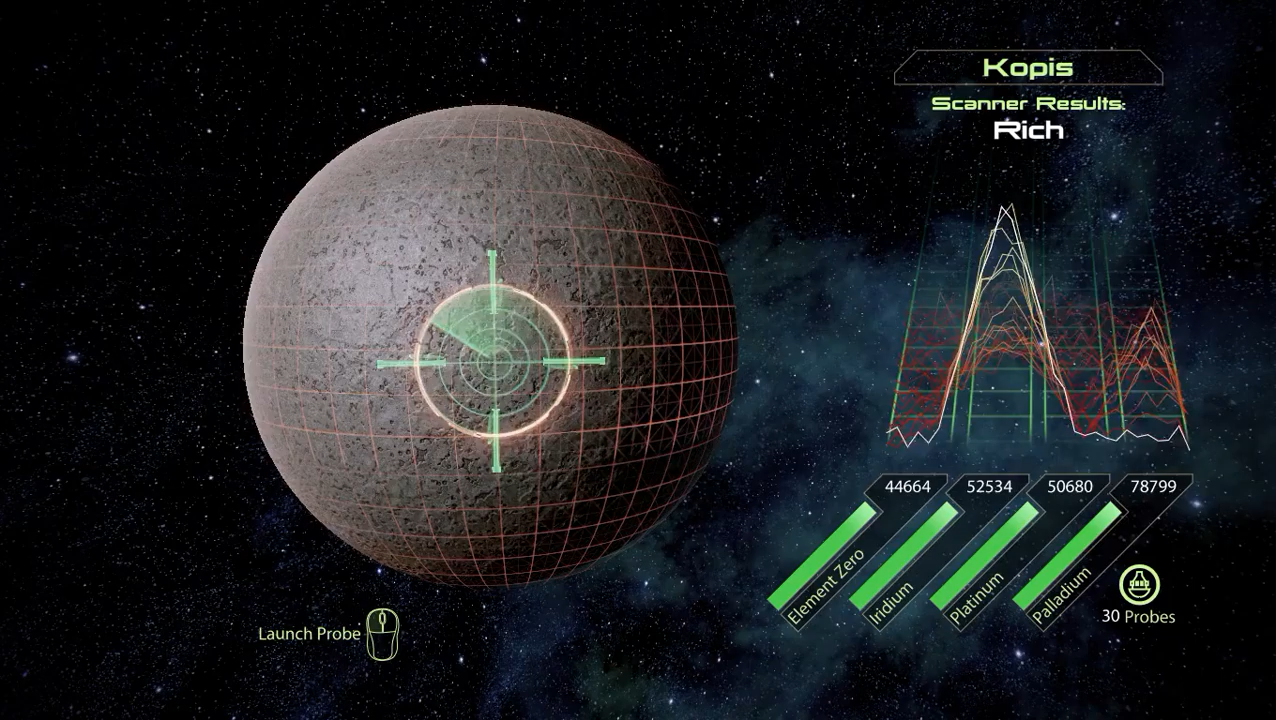 Kopis
Scanner Results:
Rich
44664
52534
50680
78799
Element Zero
Iridium
Platinum
Palladium
30 Probes
Launch Probe